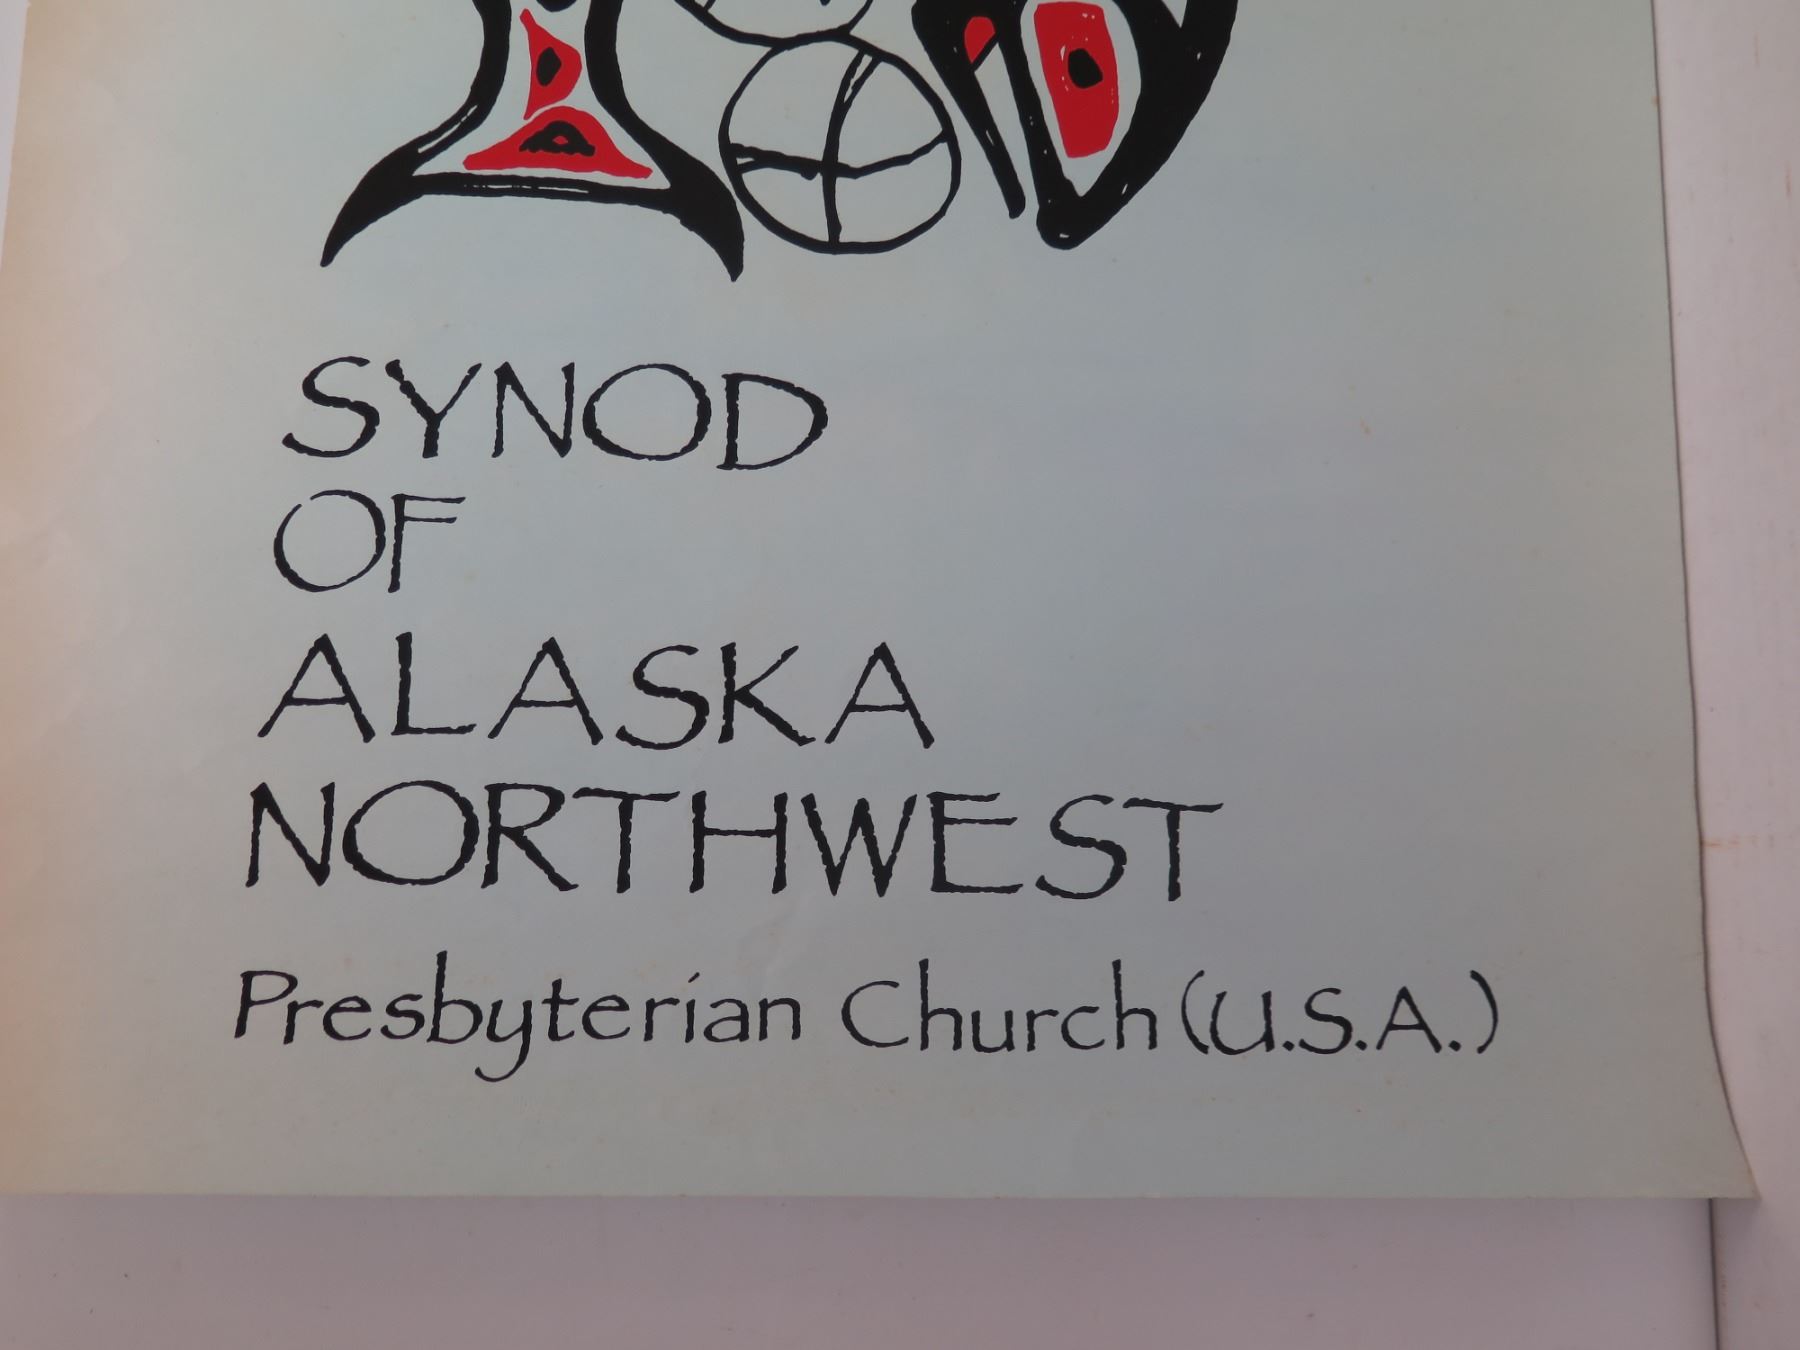 SYNOD
OF
ALASKA
NORTHWEST
Presbyterian Church (U.S.A.)